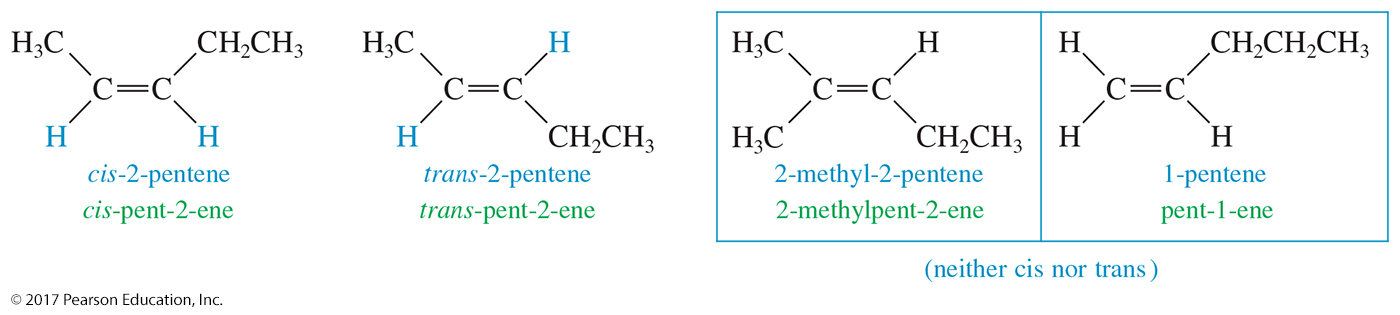 H₃C CH₂CH₃ H₃C H H₃C H H CH₂CH₂CH₃
C=C C=C C=C C=C
H H H CH₂CH₃ H₃C CH₂CH₃ H H
cis-2-pentene trans-2-pentene 2-methyl-2-pentene 1-pentene
cis-pent-2-ene trans-pent-2-ene 2-methylpent-2-ene pent-1-ene
(neither cis nor trans)
© 2017 Pearson Education, Inc.